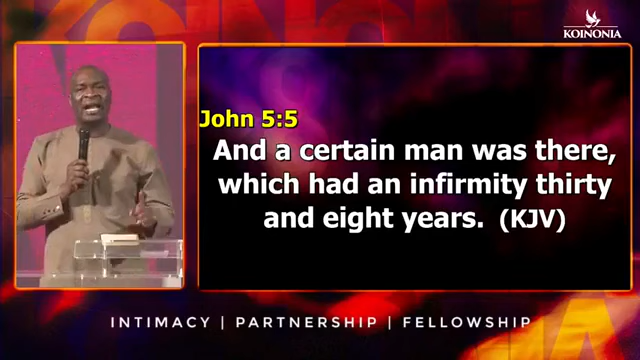 KOINONIA
John 5:5
And a certain man was there,
which had an infirmity thirty
and eight years. (KJV)
INTIMACY | PARTNERSHIP | FELLOWSHIP